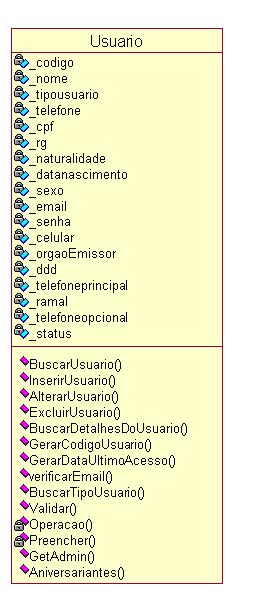 Usuario
_codigo
_nome
_tipousuario
_telefone
_cpf
_rg
_naturalidade
_datanascimento
_sexo
_email
_senha
_celular
_orgaoEmissor
_ddd
_telefoneprincipal
_ramal
_telefoneopcional
_status
BuscarUsuario()
InserirUsuario()
AlterarUsuario()
ExcluirUsuario()
BuscarDetalhesDoUsuario()
GerarCodigoUsuario()
GerarDataUltimoAcesso()
verificarEmail()
BuscarTipoUsuario()
Validar()
Operacao()
Preencher()
GetAdmin()
Aniversariantes()